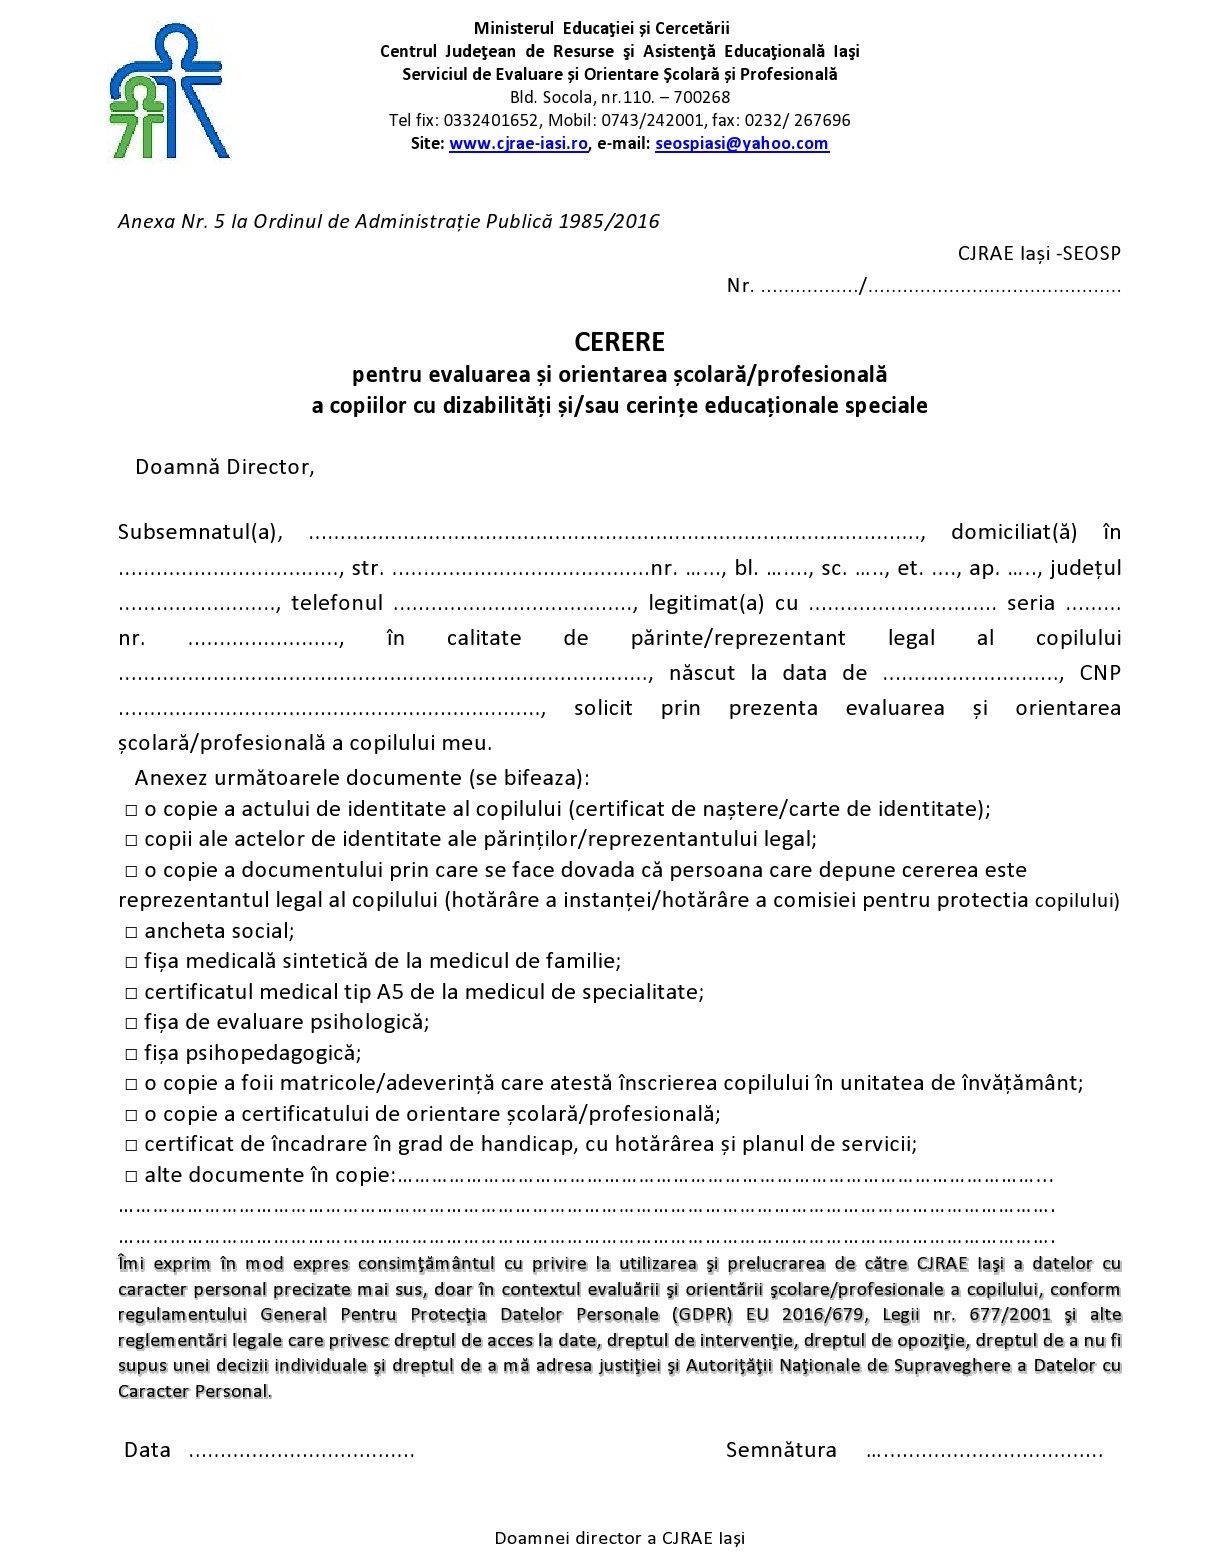 Ministerul Educaţiei și Cercetării
Centrul Judeţean de Resurse şi Asistenţă Educaţională Iaşi
Serviciul de Evaluare și Orientare Şcolară și Profesională
Bld. Socola, nr.110. – 700268
Tel fix: 0332401652, Mobil: 0743/242001, fax: 0232/ 267696
Site: www.cjrae-iasi.ro, e-mail: seospiasi@yahoo.com
Anexa Nr. 5 la Ordinul de Administrație Publică 1985/2016
CJRAE Iași -SEOSP
Nr. ................./............................................
CERERE
pentru evaluarea și orientarea școlară/profesională
a copiilor cu dizabilități și/sau cerințe educaționale speciale
Doamnă Director,
Subsemnatul(a), ................................................................................................., domiciliat(ă) în
..................................., str. .........................................nr. ......, bl. ......., sc. ....., et. ...., ap. ....., județul
........................., telefonul ......................................, legitimat(a) cu .............................. seria .........
nr. ........................, în calitate de părinte/reprezentant legal al copilului
...................................................................................., născut la data de ............................, CNP
..................................................................., solicit prin prezenta evaluarea și orientarea
școlară/profesională a copilului meu.
Anexez următoarele documente (se bifeaza):
□ o copie a actului de identitate al copilului (certificat de naștere/carte de identitate);
□ copii ale actelor de identitate ale părinților/reprezentantului legal;
□ o copie a documentului prin care se face dovada că persoana care depune cererea este
reprezentantul legal al copilului (hotărâre a instanței/hotărâre a comisiei pentru protectia copilului)
□ ancheta social;
□ fișa medicală sintetică de la medicul de familie;
□ certificatul medical tip A5 de la medicul de specialitate;
□ fișa de evaluare psihologică;
□ fișa psihopedagogică;
□ o copie a foii matricole/adeverință care atestă înscrierea copilului în unitatea de învățământ;
□ o copie a certificatului de orientare școlară/profesională;
□ certificat de încadrare în grad de handicap, cu hotărârea și planul de servicii;
□ alte documente în copie:…………………………………………………………………………………………………...
……………………………………………………………………………………………………………………………………………….
……………………………………………………………………………………………………………………………………………….
Îmi exprim în mod expres consimţământul cu privire la utilizarea şi prelucrarea de către CJRAE Iaşi a datelor cu
caracter personal precizate mai sus, doar în contextul evaluării şi orientării şcolare/profesionale a copilului, conform
regulamentului General Pentru Protecţia Datelor Personale (GDPR) EU 2016/679, Legii nr. 677/2001 şi alte
reglementări legale care privesc dreptul de acces la date, dreptul de intervenţie, dreptul de opoziţie, dreptul de a nu fi
supus unei decizii individuale şi dreptul de a mă adresa justiţiei şi Autorităţii Naţionale de Supraveghere a Datelor cu
Caracter Personal.
Data .................................... Semnătura ......................................
Doamnei director a CJRAE Iaşi